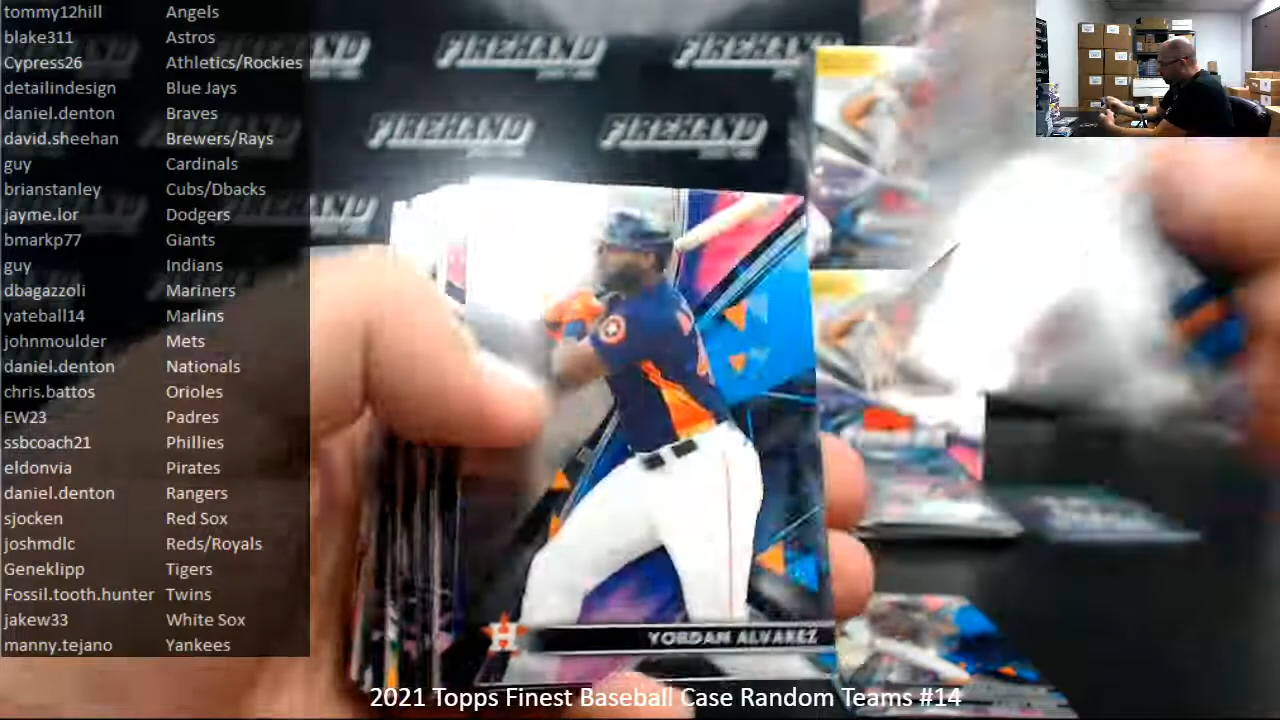 tommy12hill Angels
blake311 Astros
Cypress26 Athletics/Rockies
detailindesign Blue Jays
daniel.denton Braves
david.sheehan Brewers/Rays
guy Cardinals
brianstanley Cubs/Dbacks
jayme.lor Dodgers
bmarkp77 Giants
guy Indians
dbagazzoli Mariners
yateball14 Marlins
johnmoulder Mets
daniel.denton Nationals
chris.battos Orioles
EW23 Padres
ssbcoach21 Phillies
eldonvia Pirates
daniel.denton Rangers
sjocken Red Sox
joshmdlc Reds/Royals
Geneklipp Tigers
Fossil.tooth.hunter Twins
jakew33 White Sox
manny.tejano Yankees
FIREHAND FIREHAND
FIREHAND FIREHAND
H YORDAN ALVAREZ
2021 Topps Finest Baseball Case Random Teams #14